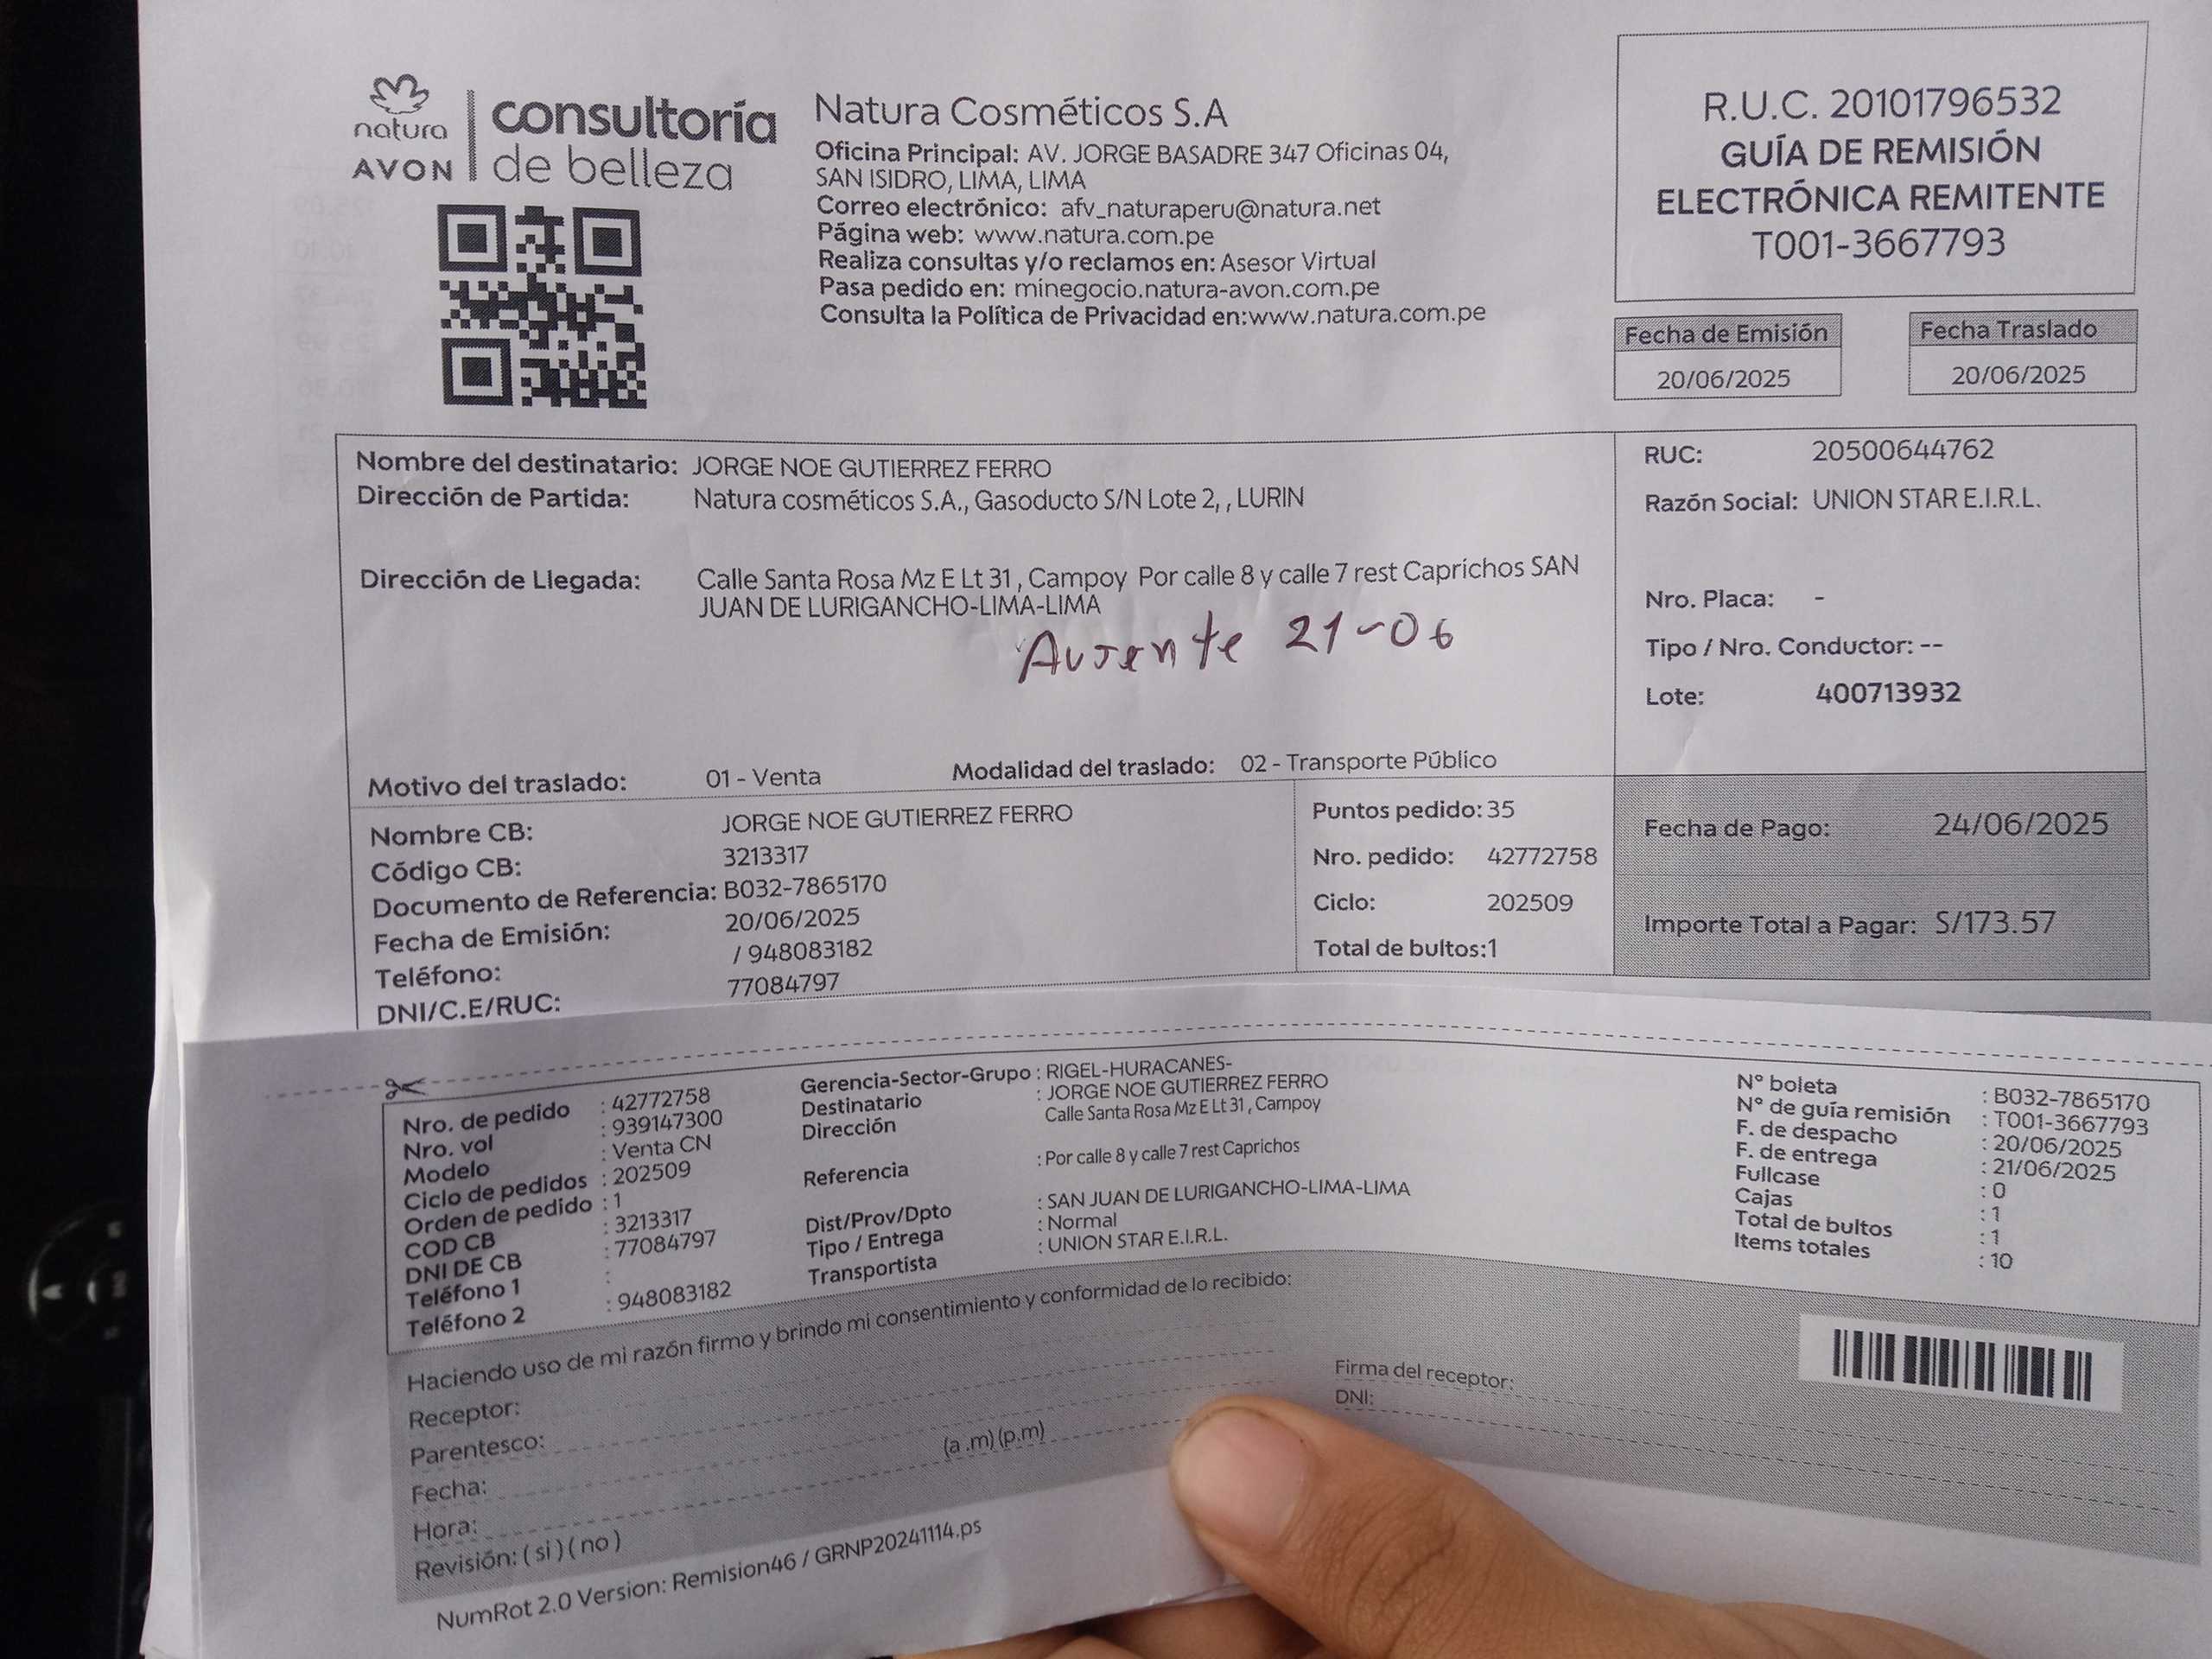 natura
AVON
consultoría
de belleza
Natura Cosméticos S.A
Oficina Principal: AV. JORGE BASADRE 347 Oficinas 04,
SAN ISIDRO, LIMA, LIMA
Correo electrónico: afv_naturaperu@natura.net
Página web: www.natura.com.pe
Realiza consultas y/o reclamos en: Asesor Virtual
Pasa pedido en: minegocio.natura-avon.com.pe
Consulta la Política de Privacidad en:www.natura.com.pe
R.U.C. 20101796532
GUÍA DE REMISIÓN
ELECTRÓNICA REMITENTE
T001-3667793
Fecha de Emisión
20/06/2025
Fecha Traslado
20/06/2025
Nombre del destinatario: JORGE NOE GUTIERREZ FERRO
Dirección de Partida: Natura cosméticos S.A., Gasoducto S/N Lote 2, , LURIN
Dirección de Llegada: Calle Santa Rosa Mz E Lt 31 , Campoy Por calle 8 y calle 7 rest Caprichos SAN
JUAN DE LURIGANCHO-LIMA-LIMA
Ausente 21-06
Motivo del traslado: 01 - Venta Modalidad del traslado: 02 - Transporte Público
RUC: 20500644762
Razón Social: UNION STAR E.I.R.L.
Nro. Placa: -
Tipo / Nro. Conductor: --
Lote: 400713932
Nombre CB: JORGE NOE GUTIERREZ FERRO
Código CB: 3213317
Documento de Referencia: B032-7865170
Fecha de Emisión: 20/06/2025
Teléfono: / 948083182
DNI/C.E/RUC: 77084797
Puntos pedido: 35
Nro. pedido: 42772758
Ciclo: 202509
Total de bultos:1
Fecha de Pago: 24/06/2025
Importe Total a Pagar: S/173.57
Nro. de pedido : 42772758
Nro. vol : 939147300
Modelo : Venta CN
Ciclo de pedidos : 202509
Orden de pedido : 1
COD CB : 3213317
DNI DE CB : 77084797
Teléfono 1 :
Teléfono 2 : 948083182
Gerencia-Sector-Grupo : RIGEL-HURACANES-
Destinatario : JORGE NOE GUTIERREZ FERRO
Dirección Calle Santa Rosa Mz E Lt 31 , Campoy
Referencia : Por calle 8 y calle 7 rest Caprichos
Dist/Prov/Dpto : SAN JUAN DE LURIGANCHO-LIMA-LIMA
Tipo / Entrega : Normal
Transportista : UNION STAR E.I.R.L.
N° boleta : B032-7865170
N° de guía remisión : T001-3667793
F. de despacho : 20/06/2025
F. de entrega : 21/06/2025
Fullcase : 0
Cajas : 1
Total de bultos : 1
Items totales : 10
Haciendo uso de mi razón firmo y brindo mi consentimiento y conformidad de lo recibido:
Receptor:
Parentesco:
Fecha:
Hora: (a .m) (p.m)
Revisión: ( si ) ( no )
Firma del receptor:
DNI:
NumRot 2.0 Version: Remision46 / GRNP20241114.ps